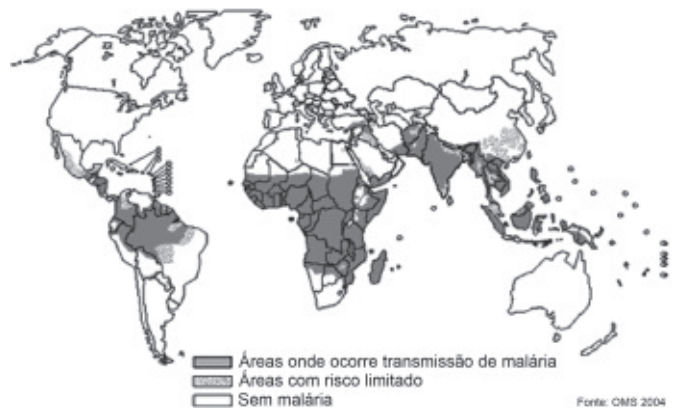 Áreas onde ocorre transmissão de malária
Áreas com risco limitado
Sem malária
Fonte: OMS 2004